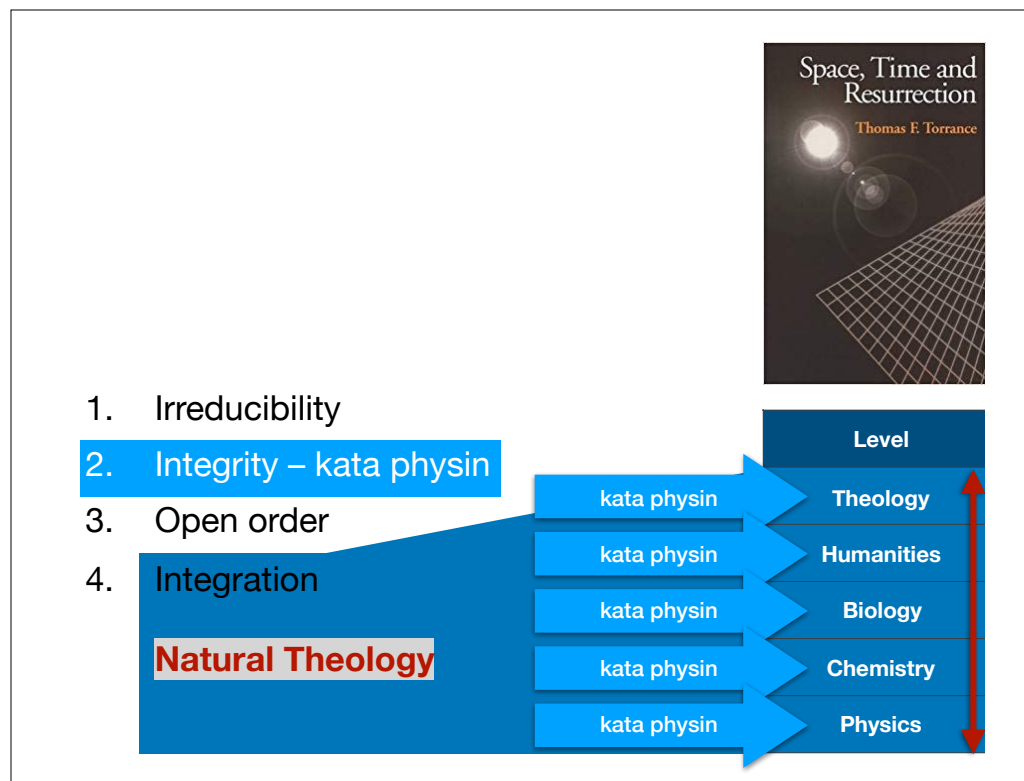 Space, Time and
Resurrection
Thomas F. Torrance
1. Irreducibility
2. Integrity – kata physin
3. Open order
4. Integration
Natural Theology
Level
kata physin Theology
kata physin Humanities
kata physin Biology
kata physin Chemistry
kata physin Physics